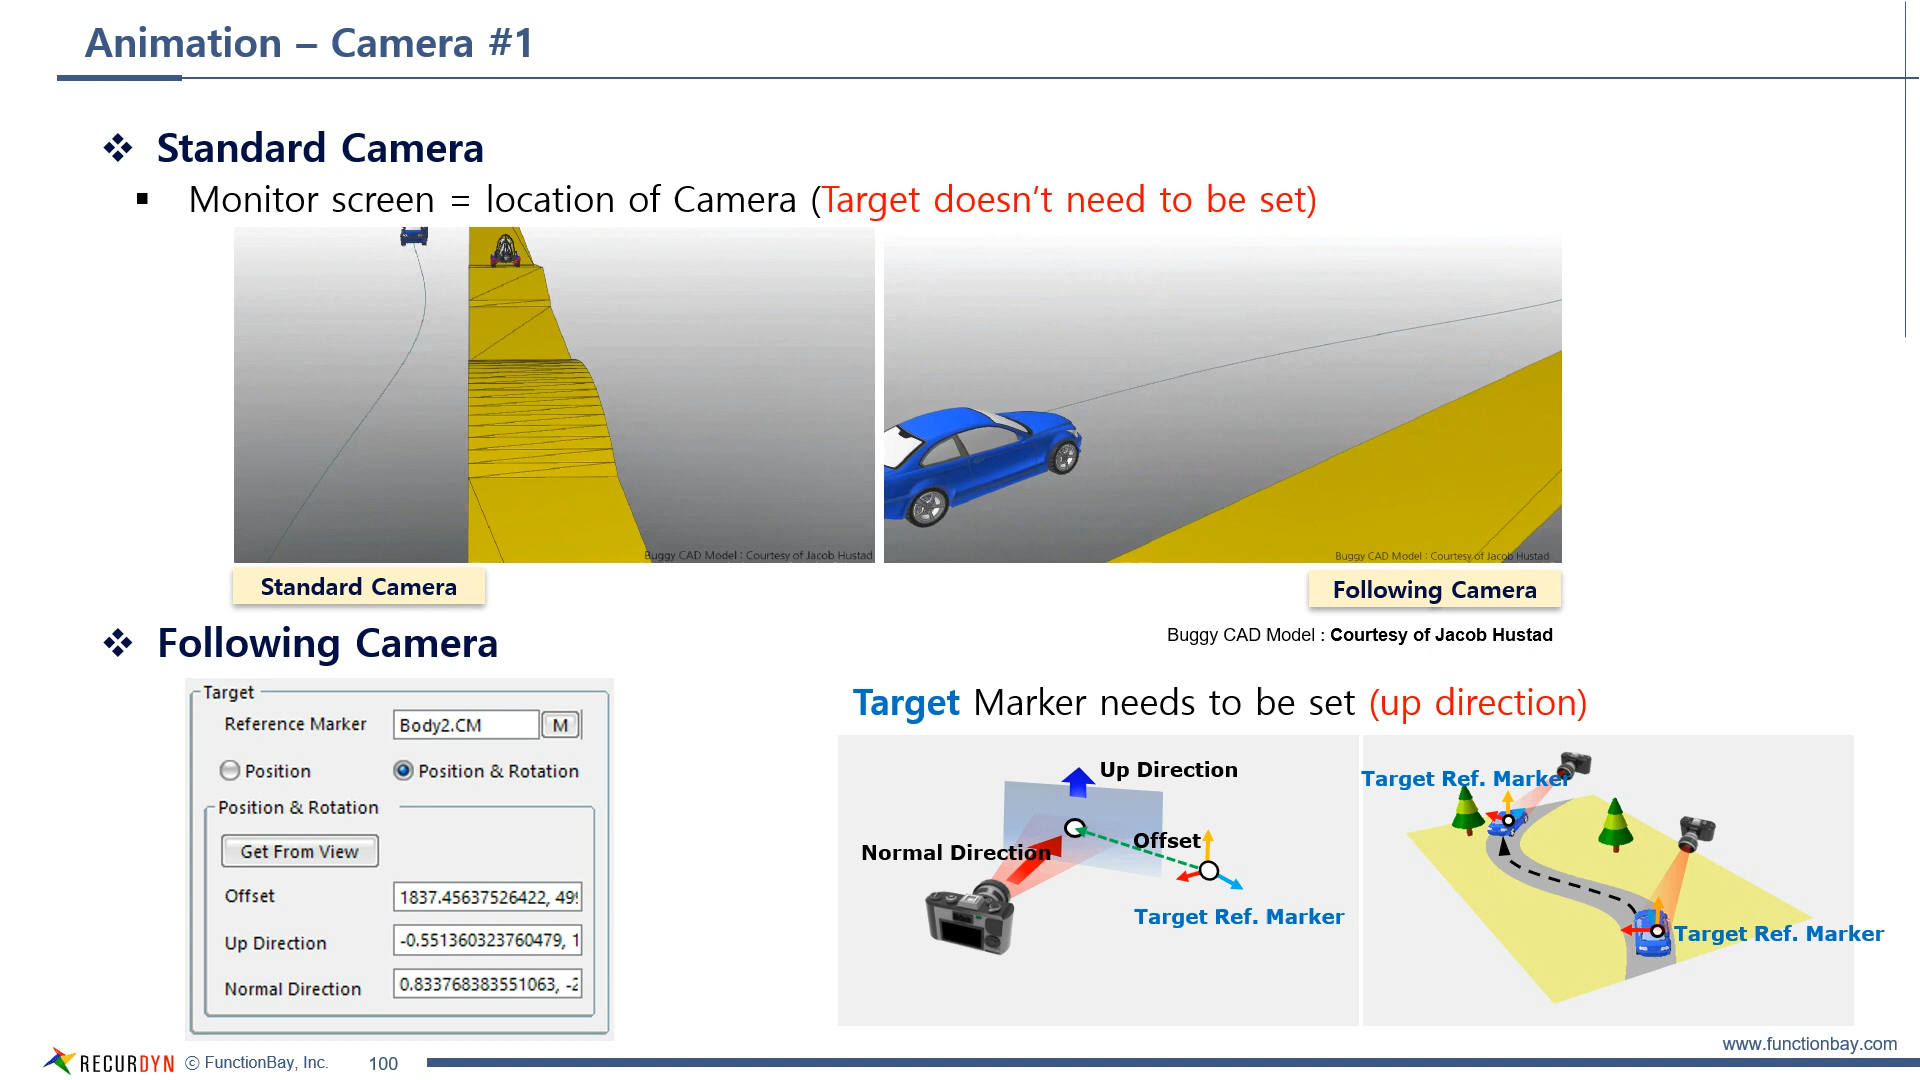 Animation – Camera #1
❖ Standard Camera
▪ Monitor screen = location of Camera (Target doesn't need to be set)
Buggy CAD Model : Courtesy of Jacob Hustad
Buggy CAD Model : Courtesy of Jacob Hustad
Standard Camera
Following Camera
❖ Following Camera
Buggy CAD Model : Courtesy of Jacob Hustad
Target
Reference Marker
Body2.CM
M
Position
Position & Rotation
Position & Rotation
Get From View
Offset
1837.45637526422, 49
Up Direction
-0.551360323760479, 1
Normal Direction
0.833768383551063, -2
Target Marker needs to be set (up direction)
Up Direction
Offset
Normal Direction
Target Ref. Marker
Target Ref. Marker
Target Ref. Marker
RECURDYN
© FunctionBay, Inc.
100
www.functionbay.com